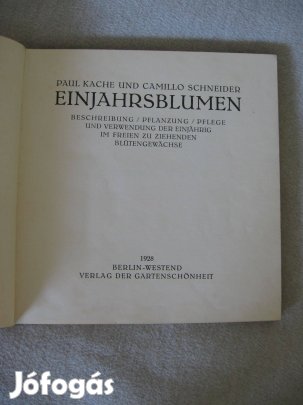 PAUL KACHE UND CAMILLO SCHNEIDER
EINJAHRSBLUMEN
BESCHREIBUNG / PFLANZUNG / PFLEGE
UND VERWENDUNG DER EINJÄHRIG
IM FREIEN ZU ZIEHENDEN
BLÜTENGEWÄCHSE
1928
BERLIN-WESTEND
VERLAG DER GARTENSCHÖNHEIT
Jófogás